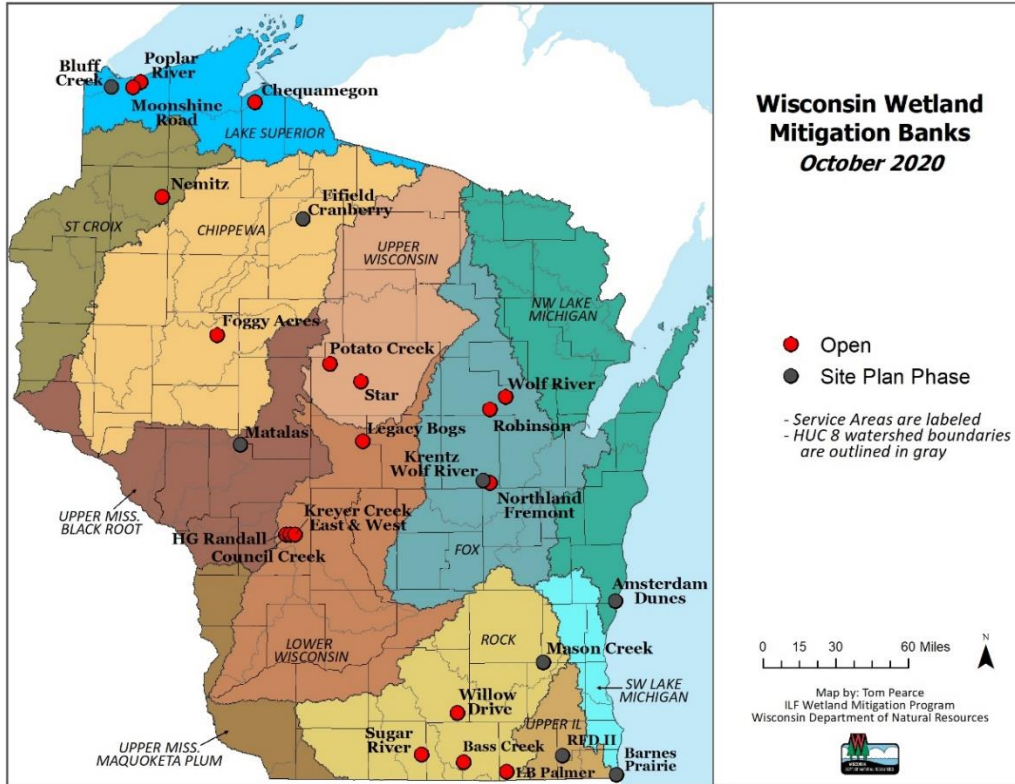 Wisconsin Wetland
Mitigation Banks
October 2020
Open
Site Plan Phase
- Service Areas are labeled
- HUC 8 watershed boundaries
are outlined in gray
0 15 30 60 Miles
N
Map by: Tom Pearce
ILF Wetland Mitigation Program
Wisconsin Department of Natural Resources
WISCONSIN
DEPT. OF NATURAL RESOURCES
Bluff
Creek
Poplar
River
Moonshine
Road
Chequamegon
LAKE SUPERIOR
Nemitz
ST CROIX
CHIPPEWA
Fifield
Cranberry
UPPER
WISCONSIN
NW LAKE
MICHIGAN
Foggy Acres
Potato Creek
Star
Wolf River
Robinson
Legacy Bogs
Matalas
Krentz
Wolf River
Northland
Fremont
UPPER MISS.
BLACK ROOT
Kreyer Creek
East & West
HG Randall
Council Creek
FOX
Amsterdam
Dunes
LOWER
WISCONSIN
ROCK
Mason Creek
SW LAKE
MICHIGAN
Willow
Drive
UPPER IL
Sugar
River
Bass Creek
RFD II
Barnes
Prairie
EB Palmer
UPPER MISS.
MAQUOKETA PLUM